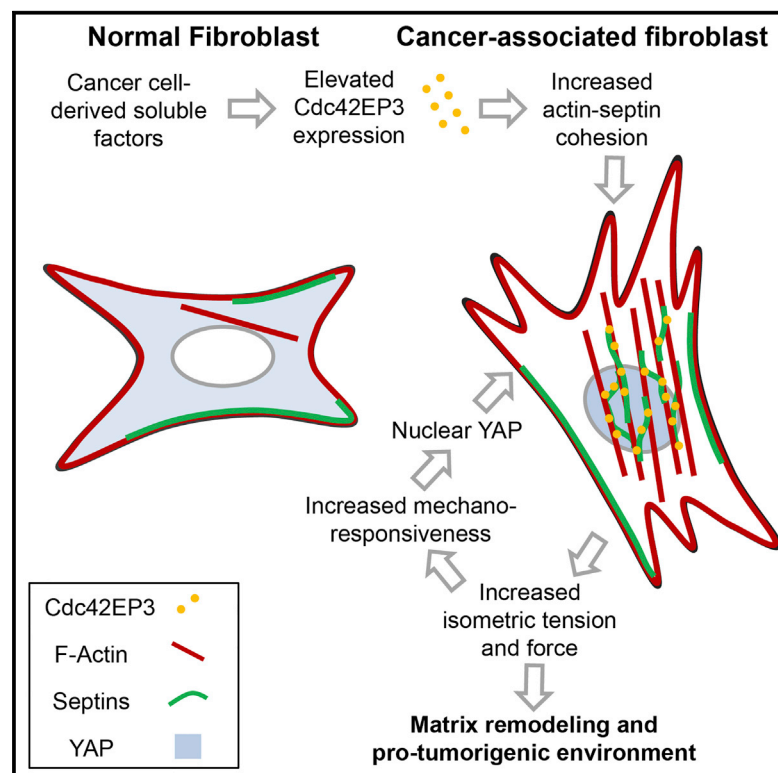 Normal Fibroblast
Cancer-associated fibroblast
Cancer cell-
derived soluble
factors
Elevated
Cdc42EP3
expression
Increased
actin-septin
cohesion
Nuclear YAP
Increased mechano-
responsiveness
Increased
isometric tension
and force
Matrix remodeling and
pro-tumorigenic environment
Cdc42EP3
F-Actin
Septins
YAP